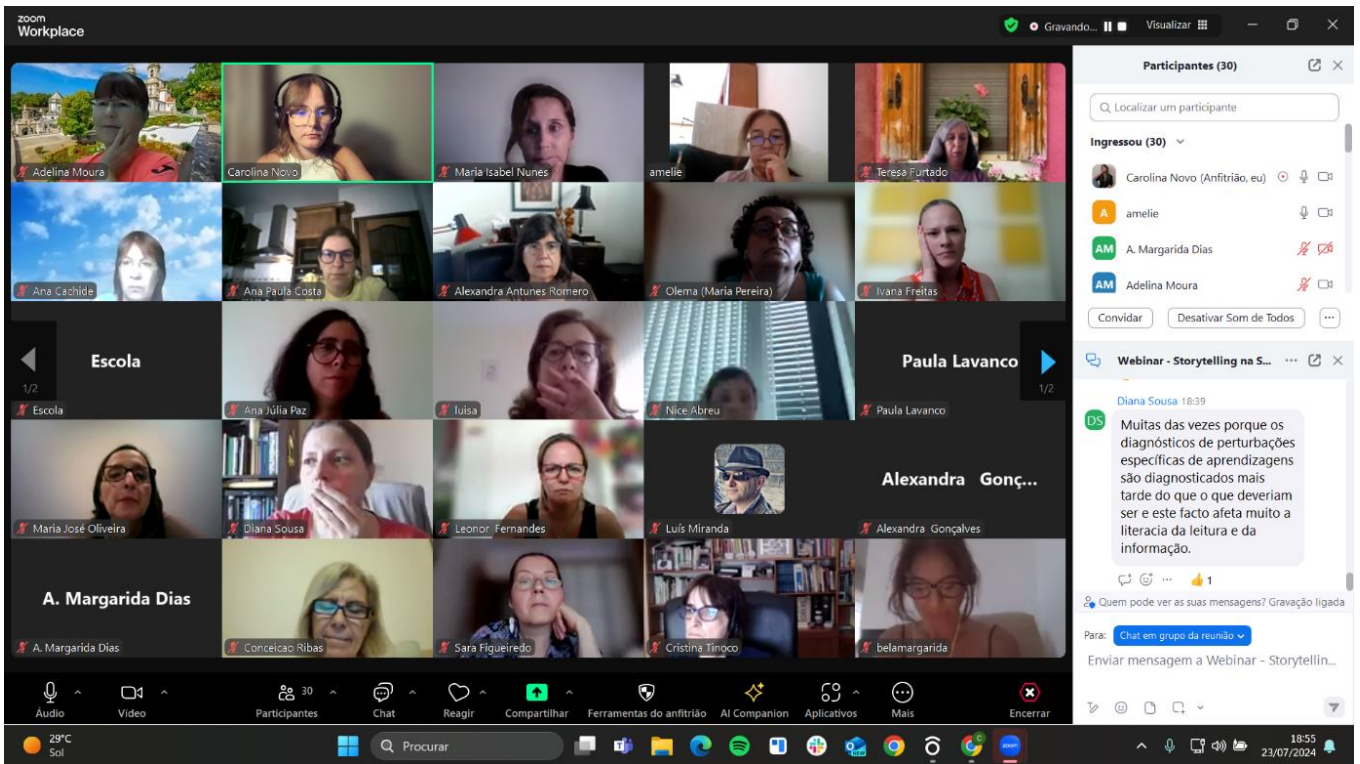 zoom
Workplace
Gravando...
Visualizar
Adelina Moura
Carolina Novo
Maria Isabel Nunes
amelie
Teresa Furtado
Ana Cachide
Ana Paula Costa
Alexandra Antunes Romero
Olema (Maria Pereira)
Ivana Freitas
1/2
Escola
Escola
Ana Júlia Paz
luisa
Nice Abreu
Paula Lavanco
Paula Lavanco
1/2
Maria José Oliveira
Diana Sousa
Leonor Fernandes
Luís Miranda
Alexandra Gonç...
Alexandra Gonçalves
A. Margarida Dias
A. Margarida Dias
Conceicao Ribas
Sara Figueiredo
Cristina Tinoco
belamargarida
Participantes (30)
Localizar um participante
Ingressou (30)
Carolina Novo (Anfitrião, eu)
A amelie
AM A. Margarida Dias
AM Adelina Moura
Convidar
Desativar Som de Todos
Webinar - Storytelling na S...
Diana Sousa 18:39
DS
Muitas das vezes porque os
diagnósticos de perturbações
específicas de aprendizagens
são diagnosticados mais
tarde do que o que deveriam
ser e este facto afeta muito a
literacia da leitura e da
informação.
1
Quem pode ver as suas mensagens? Gravação ligada
Para: Chat em grupo da reunião
Enviar mensagem a Webinar - Storytellin...
Áudio
Vídeo
30
Participantes
Chat
Reagir
Compartilhar
Ferramentas do anfitrião
AI Companion
Aplicativos
Mais
Encerrar
29°C
Sol
Procurar
18:55
23/07/2024